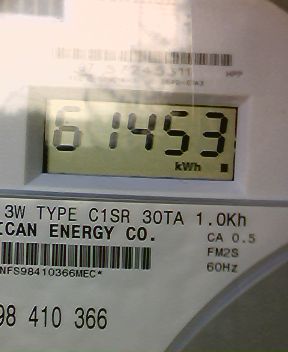 61453
kWh
3W TYPE C1SR 30TA 1.0Kh
ICAN ENERGY CO.
CA 0.5
FM2S
60Hz
NFS98410366MEC*
98 410 366